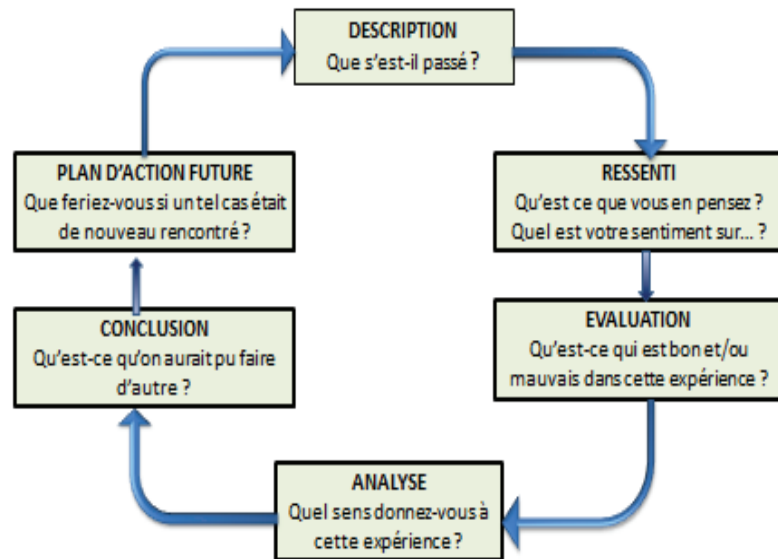 DESCRIPTION
Que s'est-il passé ?
RESSENTI
Qu'est ce que vous en pensez ?
Quel est votre sentiment sur... ?
EVALUATION
Qu'est-ce qui est bon et/ou
mauvais dans cette expérience ?
ANALYSE
Quel sens donnez-vous à
cette expérience ?
CONCLUSION
Qu'est-ce qu'on aurait pu faire
d'autre ?
PLAN D'ACTION FUTURE
Que feriez-vous si un tel cas était
de nouveau rencontré ?